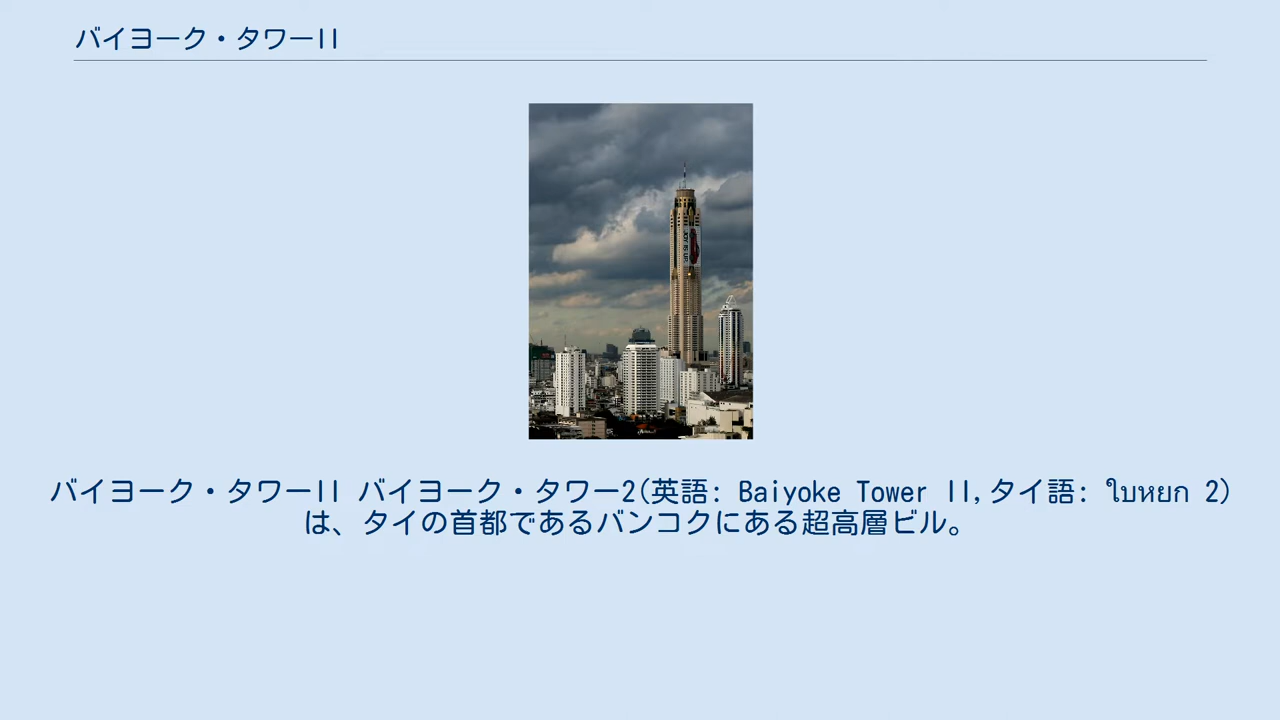 バイヨーク・タワーII
バイヨーク・タワーII バイヨーク・タワー2(英語: Baiyoke Tower II,タイ語: ใบหยก 2)
は、タイの首都であるバンコクにある超高層ビル。